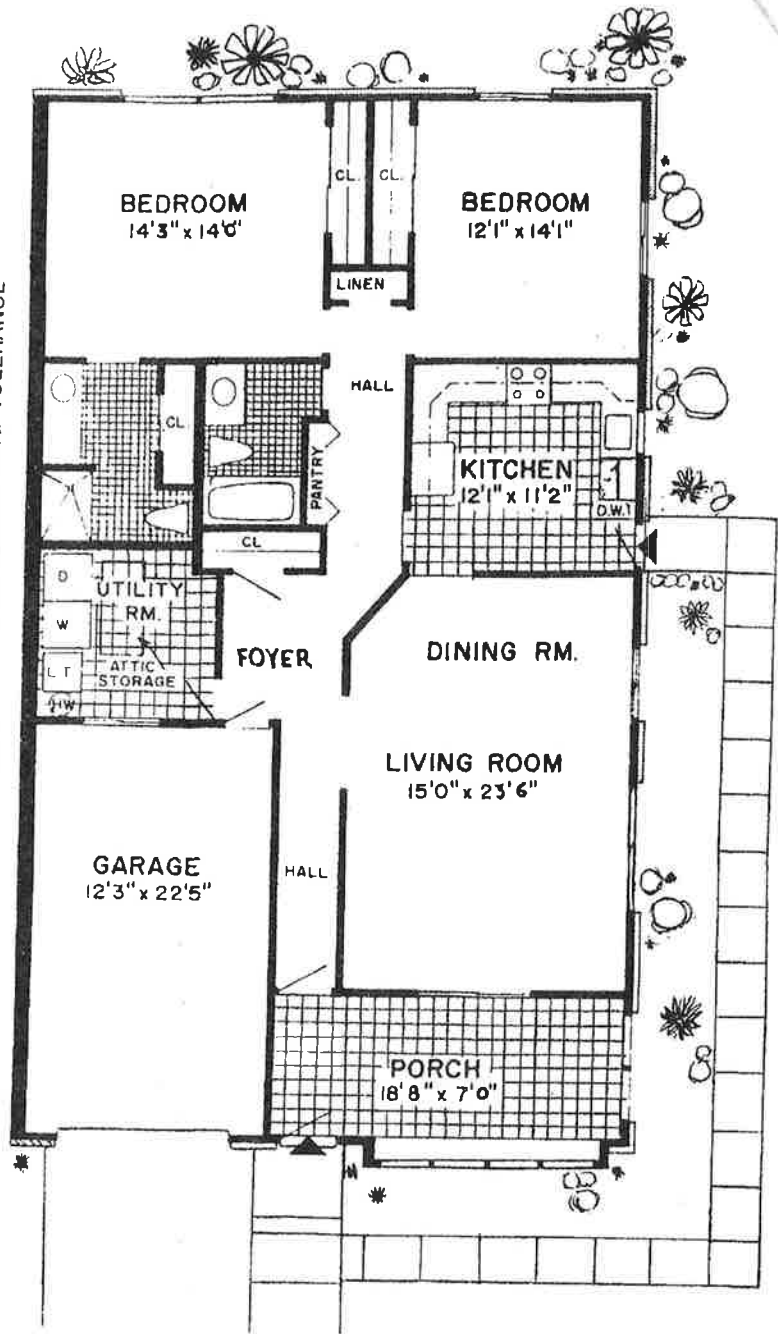 BEDROOM
14'3" x 14'0"
CL.
CL.
BEDROOM
12'1" x 14'1"
LINEN
HALL
CL
PANTRY
KITCHEN
12'1" x 11'2"
D.W.
CL
D
W
L T
HW
UTILITY
RM.
ATTIC
STORAGE
FOYER
DINING RM.
LIVING ROOM
15'0" x 23'6"
GARAGE
12'3" x 22'5"
HALL
PORCH
18'8" x 7'0"
TOLERANCE